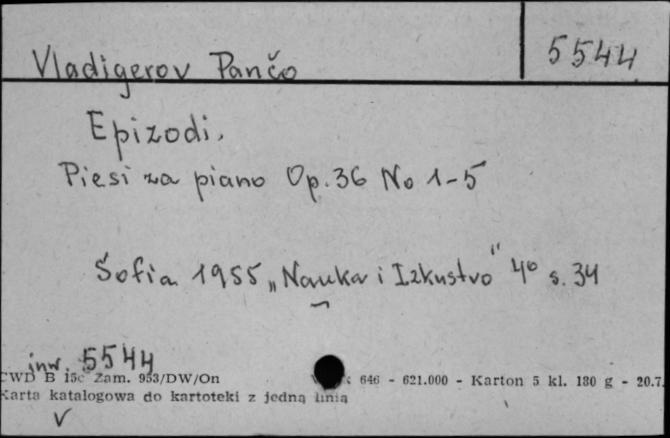 Vladigerov Pančo 5544
Epizodi.
Piesi za piano Op. 36 No 1-5
Sofia 1955 „Nauka i Izkustvo" 4° s. 34
inw. 5544
CWD B 15c Zam. 953/DW/On 646 - 621.000 - Karton 5 kl. 180 g - 20.7.
Karta katalogowa do kartoteki z jedną linią
V